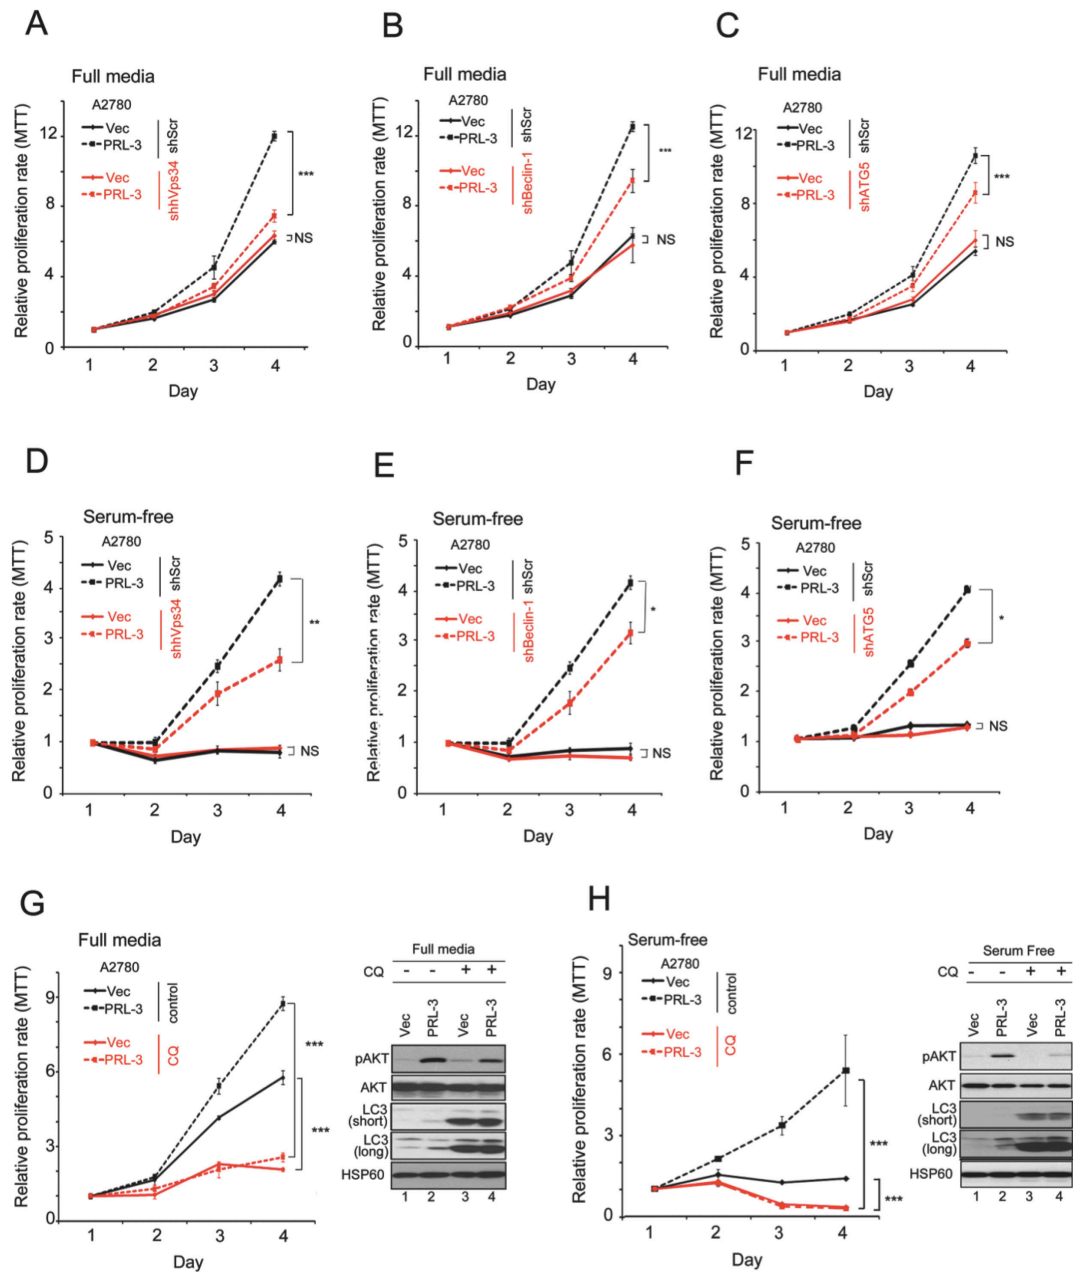 A
Full media
A2780
Vec
PRL-3
shScr
Vec
PRL-3
shhVps34
Relative proliferation rate (MTT)
12
8
4
0
***
NS
1 2 3 4
Day
B
Full media
A2780
Vec
PRL-3
shScr
Vec
PRL-3
shBeclin-1
Relative proliferation rate (MTT)
12
8
4
0
***
NS
1 2 3 4
Day
C
Full media
A2780
Vec
PRL-3
shScr
Vec
PRL-3
shATG5
Relative proliferation rate (MTT)
12
8
4
0
***
NS
1 2 3 4
Day
D
Serum-free
A2780
Vec
PRL-3
shScr
Vec
PRL-3
shhVps34
Relative proliferation rate (MTT)
5
4
3
2
1
0
**
NS
1 2 3 4
Day
E
Serum-free
A2780
Vec
PRL-3
shScr
Vec
PRL-3
shBeclin-1
Relative proliferation rate (MTT)
5
4
3
2
1
0
*
NS
1 2 3 4
Day
F
Serum-free
A2780
Vec
PRL-3
shScr
Vec
PRL-3
shATG5
Relative proliferation rate (MTT)
5
4
3
2
1
0
*
NS
1 2 3 4
Day
G
Full media
A2780
Vec
PRL-3
control
Vec
PRL-3
CQ
Relative proliferation rate (MTT)
9
6
3
0
***
***
1 2 3 4
Day
Full media
CQ - - + +
Vec PRL-3 Vec PRL-3
pAKT
AKT
LC3
(short)
LC3
(long)
HSP60
1 2 3 4
H
Serum-free
A2780
Vec
PRL-3
control
Vec
PRL-3
CQ
Relative proliferation rate (MTT)
9
6
3
0
***
***
1 2 3 4
Day
Serum Free
CQ - - + +
Vec PRL-3 Vec PRL-3
pAKT
AKT
LC3
(short)
LC3
(long)
HSP60
1 2 3 4